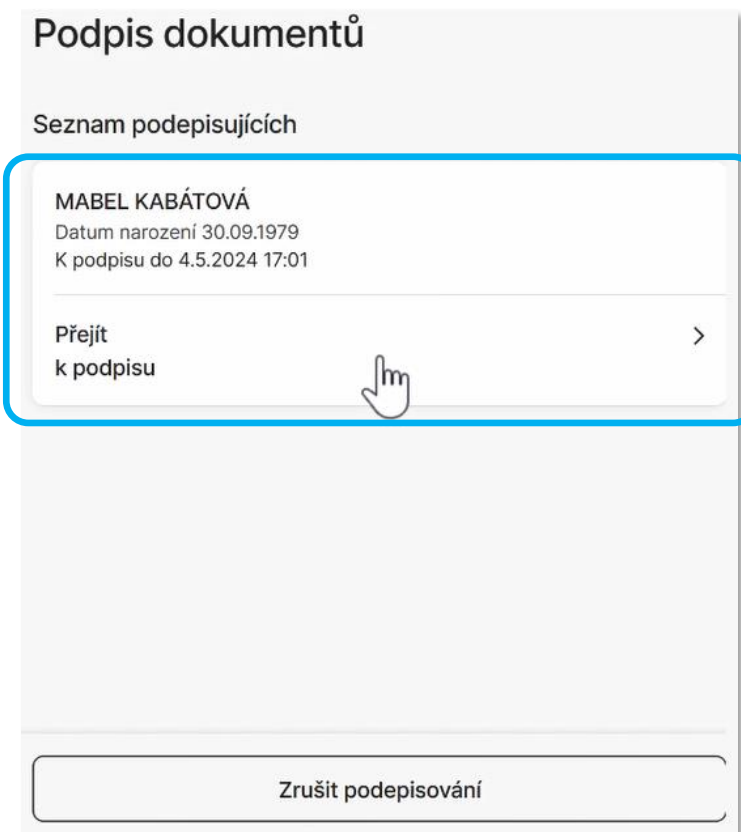 Podpis dokumentů
Seznam podepisujících
MABEL KABÁTOVÁ
Datum narození 30.09.1979
K podpisu do 4.5.2024 17:01
Přejít
k podpisu
Zrušit podepisování